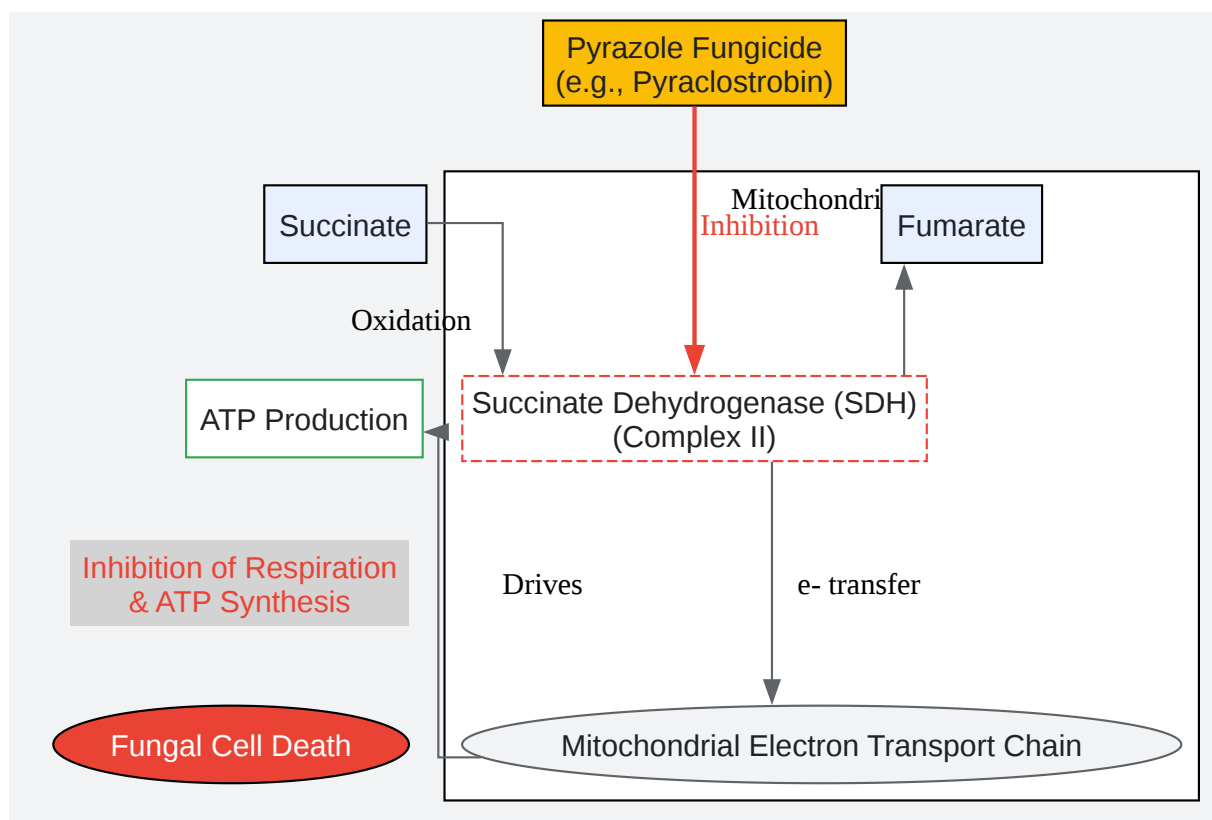 Pyrazole Fungicide
(e.g., Pyraclostrobin)
Mitochondri
Succinate
Inhibition
Fumarate
Oxidation
Succinate Dehydrogenase (SDH)
(Complex II)
ATP Production
Inhibition of Respiration
& ATP Synthesis
Drives
e- transfer
Fungal Cell Death
Mitochondrial Electron Transport Chain